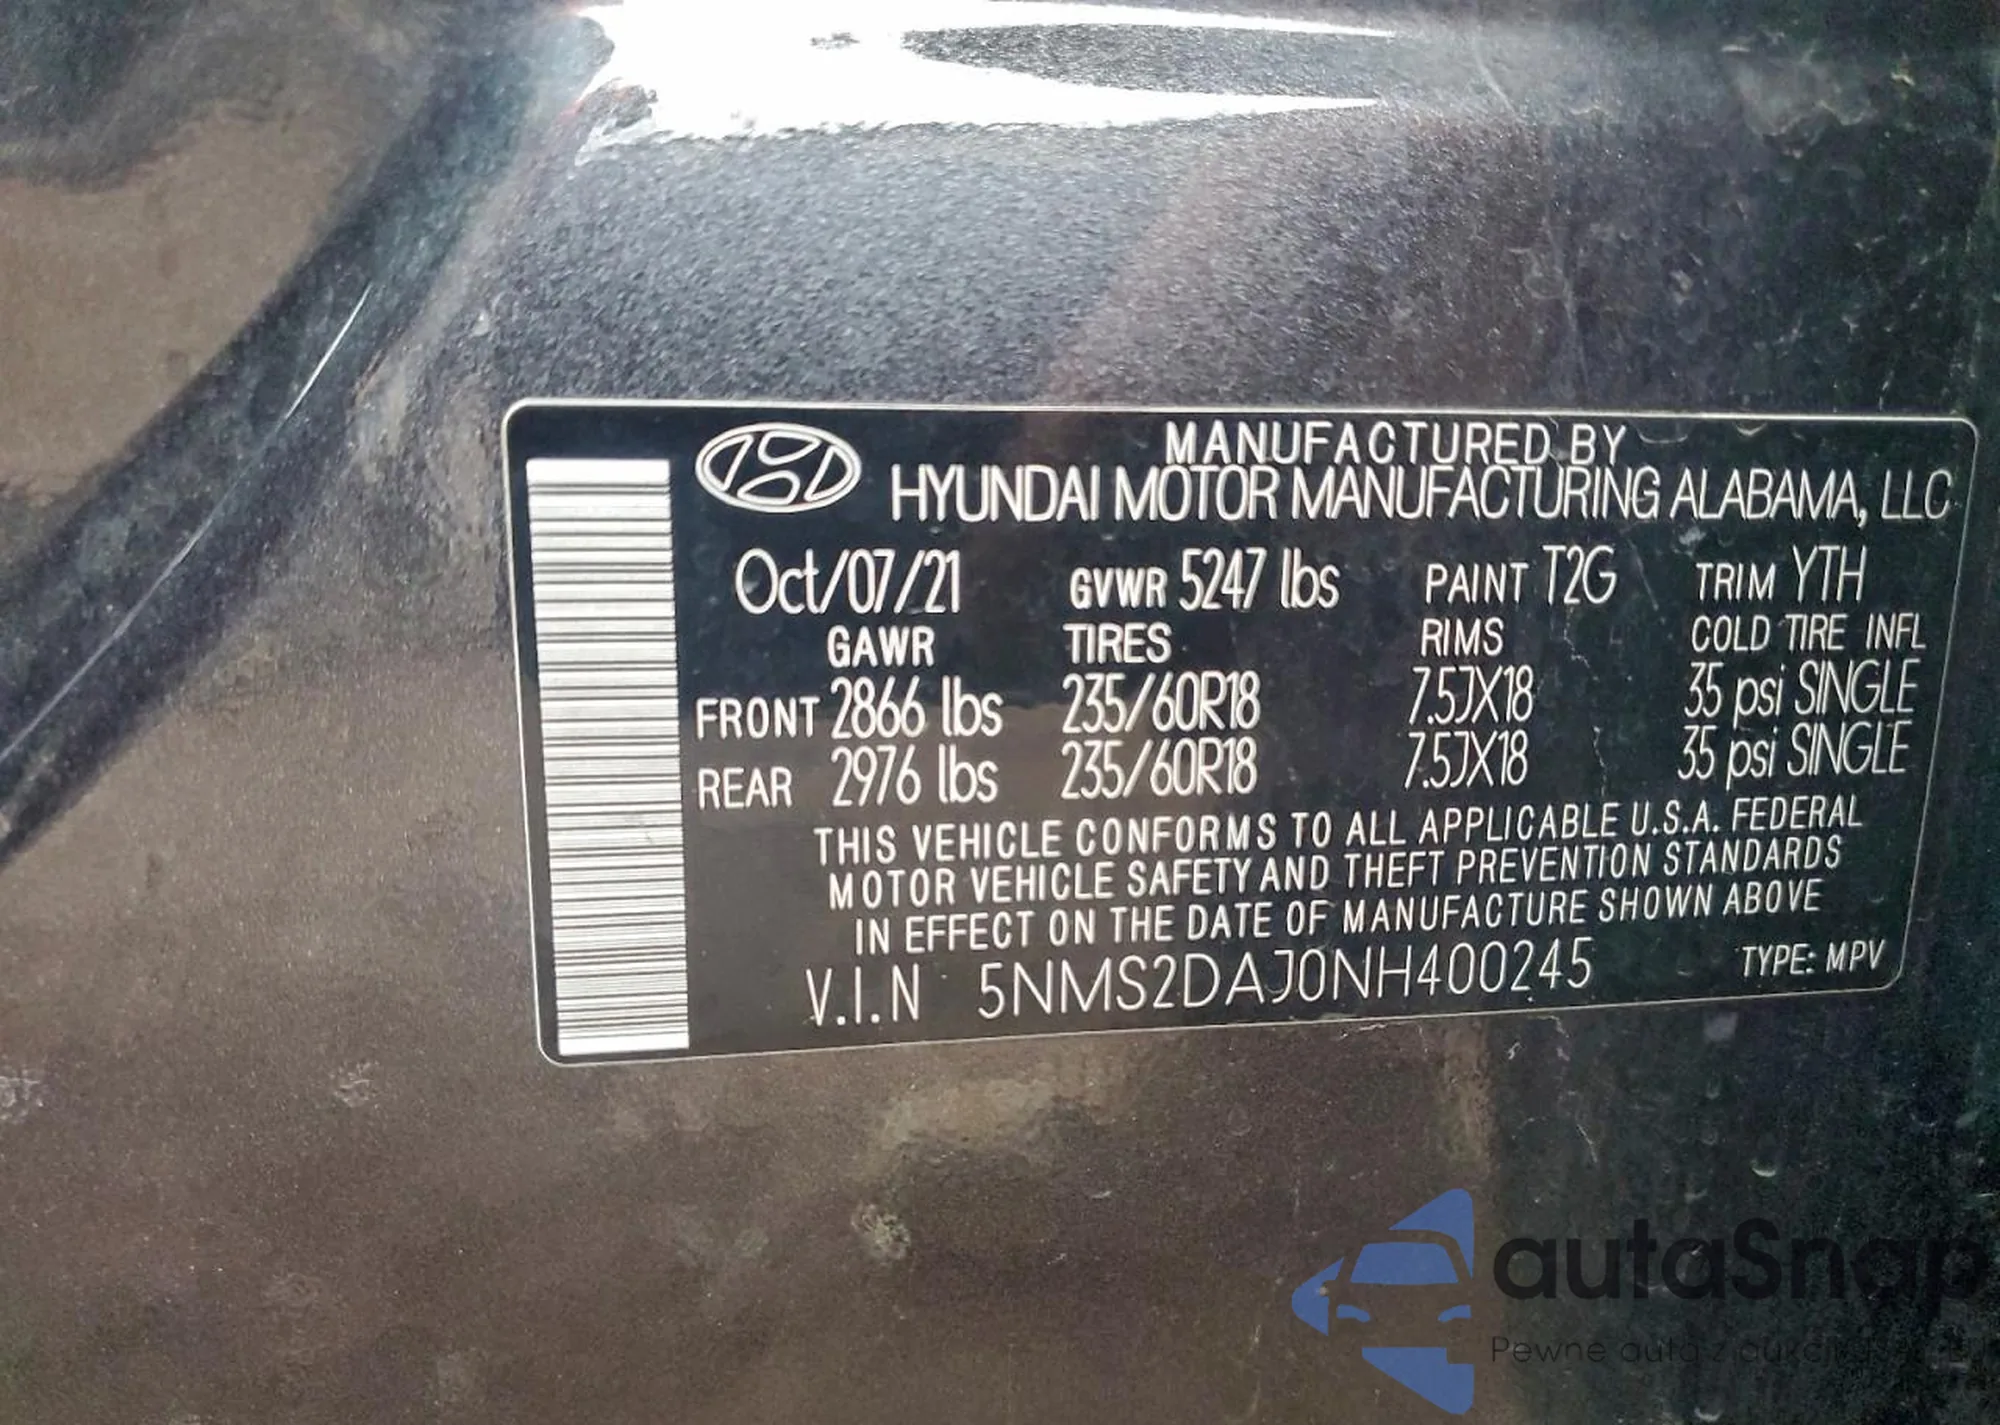 MANUFACTURED BY
HYUNDAI MOTOR MANUFACTURING ALABAMA, LLC
Oct/07/21 GVWR 5247 lbs PAINT T2G TRIM YTH
GAWR TIRES RIMS COLD TIRE INFL
FRONT 2866 lbs 235/60R18 7.5JX18 35 psi SINGLE
REAR 2976 lbs 235/60R18 7.5JX18 35 psi SINGLE
THIS VEHICLE CONFORMS TO ALL APPLICABLE U.S.A. FEDERAL
MOTOR VEHICLE SAFETY AND THEFT PREVENTION STANDARDS
IN EFFECT ON THE DATE OF MANUFACTURE SHOWN ABOVE
V.I.N 5NMS2DAJ0NH400245 TYPE: MPV
autaSnap
Pewne auta z aukcji